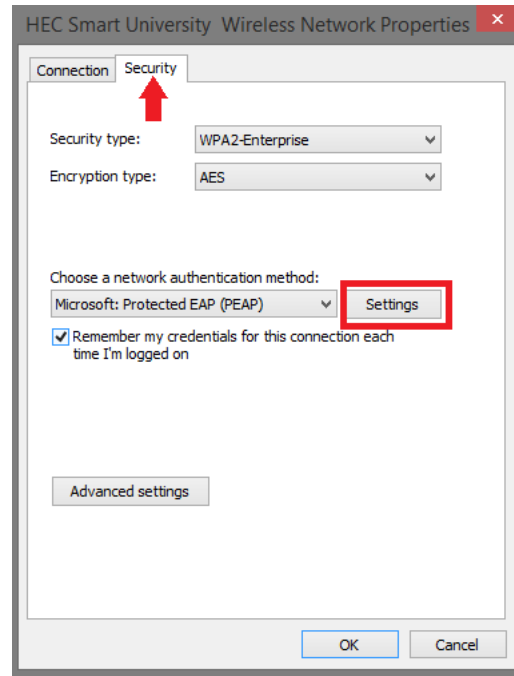 HEC Smart University Wireless Network Properties
Connection Security
Security type: WPA2-Enterprise
Encryption type: AES
Choose a network authentication method:
Microsoft: Protected EAP (PEAP) Settings
Remember my credentials for this connection each
time I'm logged on
Advanced settings
OK Cancel